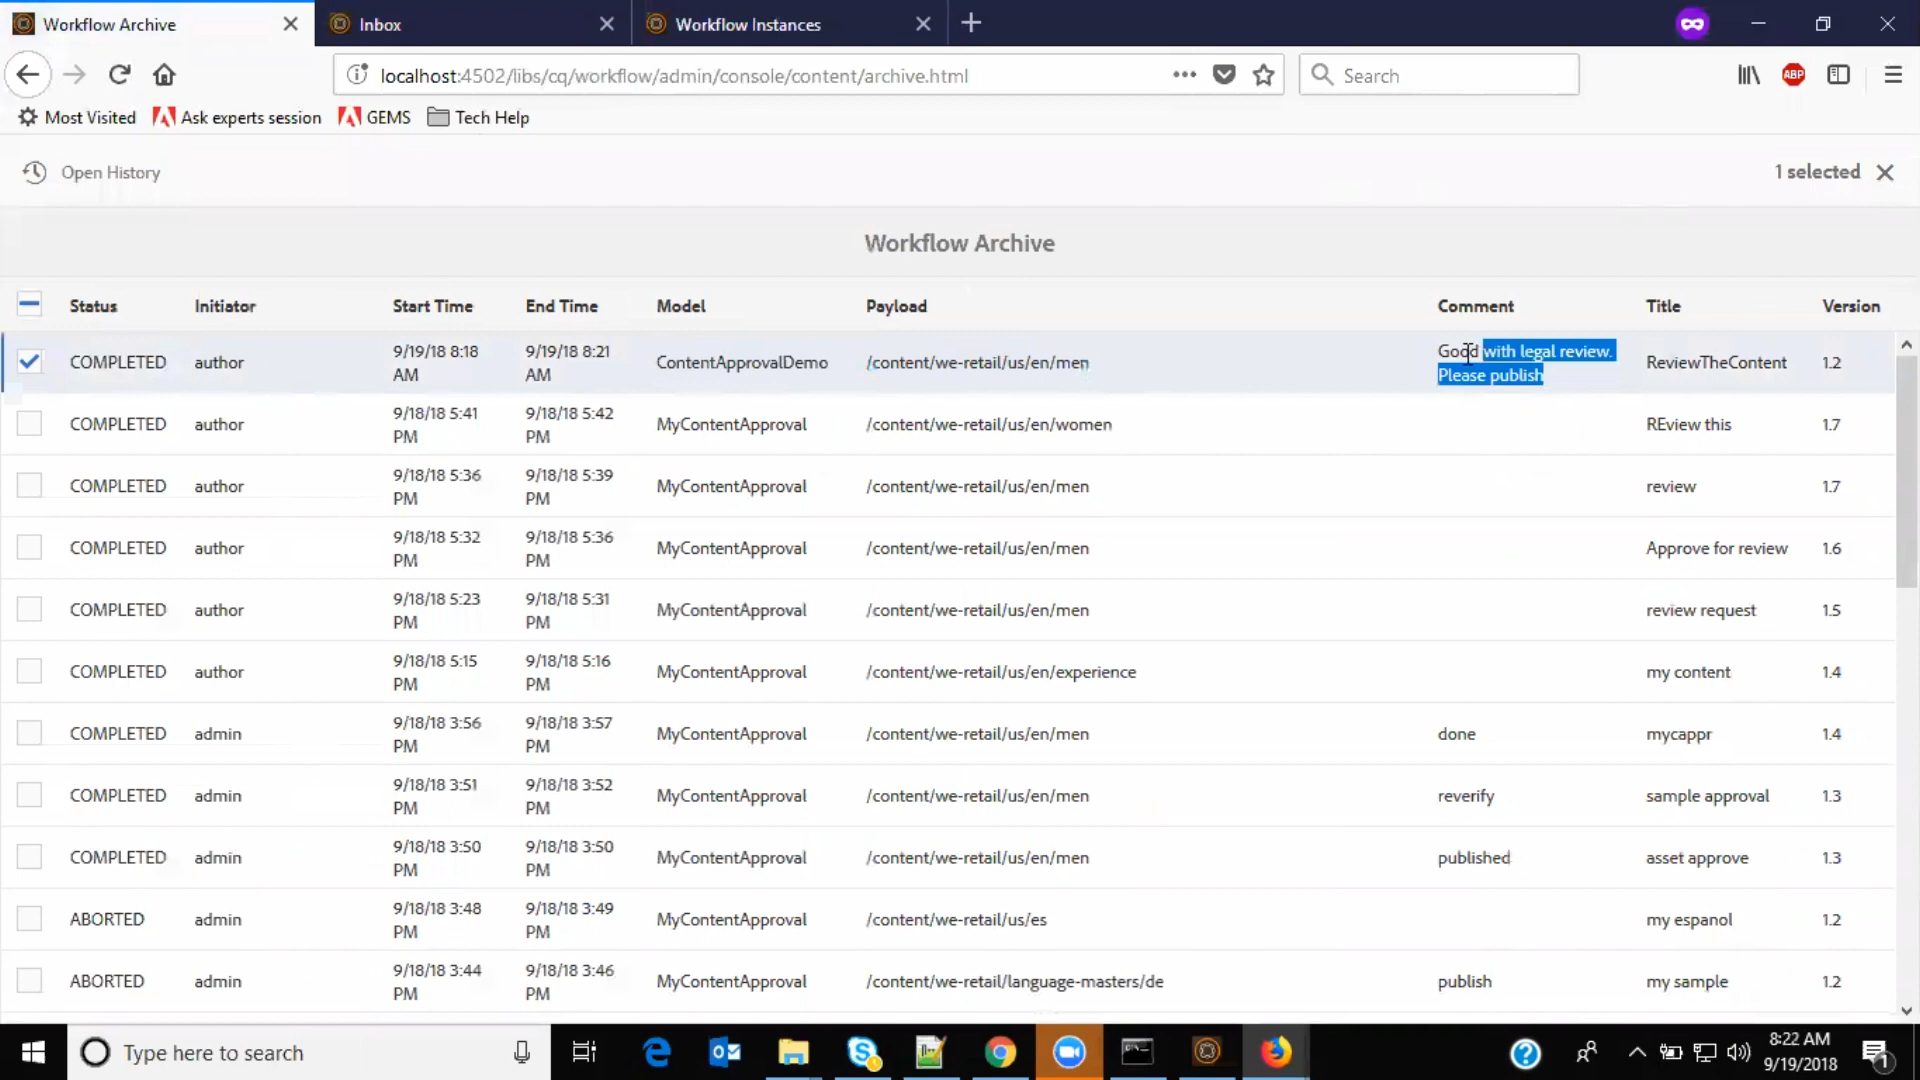 Workflow Archive
Inbox
Workflow Instances
localhost:4502/libs/cq/workflow/admin/console/content/archive.html
Search
ABP
Most Visited
Ask experts session
GEMS
Tech Help
Open History
1 selected
Workflow Archive
Status Initiator Start Time End Time Model Payload Comment Title Version
COMPLETED author 9/19/18 8:18 AM 9/19/18 8:21 AM ContentApprovalDemo /content/we-retail/us/en/men Good with legal review. Please publish ReviewTheContent 1.2
COMPLETED author 9/18/18 5:41 PM 9/18/18 5:42 PM MyContentApproval /content/we-retail/us/en/women REview this 1.7
COMPLETED author 9/18/18 5:36 PM 9/18/18 5:39 PM MyContentApproval /content/we-retail/us/en/men review 1.7
COMPLETED author 9/18/18 5:32 PM 9/18/18 5:36 PM MyContentApproval /content/we-retail/us/en/men Approve for review 1.6
COMPLETED author 9/18/18 5:23 PM 9/18/18 5:31 PM MyContentApproval /content/we-retail/us/en/men review request 1.5
COMPLETED author 9/18/18 5:15 PM 9/18/18 5:16 PM MyContentApproval /content/we-retail/us/en/experience my content 1.4
COMPLETED admin 9/18/18 3:56 PM 9/18/18 3:57 PM MyContentApproval /content/we-retail/us/en/men done mycappr 1.4
COMPLETED admin 9/18/18 3:51 PM 9/18/18 3:52 PM MyContentApproval /content/we-retail/us/en/men reverify sample approval 1.3
COMPLETED admin 9/18/18 3:50 PM 9/18/18 3:50 PM MyContentApproval /content/we-retail/us/en/men published asset approve 1.3
ABORTED admin 9/18/18 3:48 PM 9/18/18 3:49 PM MyContentApproval /content/we-retail/us/es my espanol 1.2
ABORTED admin 9/18/18 3:44 PM 9/18/18 3:46 PM MyContentApproval /content/we-retail/language-masters/de publish my sample 1.2
Type here to search
8:22 AM
9/19/2018
1